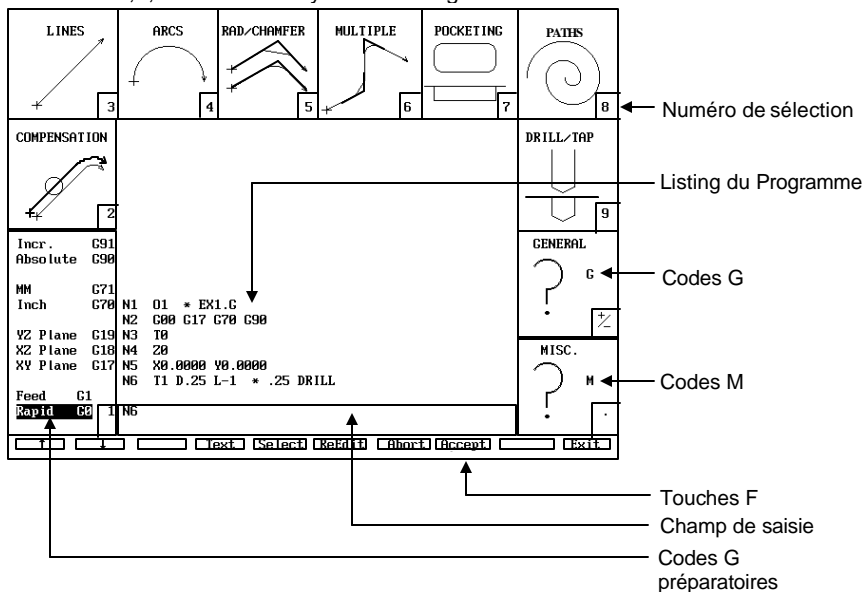 LINES
3
ARCS
4
RAD/CHAMFER
5
MULTIPLE
6
POCKETING
7
PATHS
8
Numéro de sélection
COMPENSATION
2
DRILL/TAP
9
Listing du Programme
Incr. G91
Absolute G90
MM G71
Inch G70
YZ Plane G19
XZ Plane G18
XY Plane G17
Feed G1
Rapid G0
1
N1 O1 * EX1.G
N2 G00 G17 G70 G90
N3 T0
N4 Z0
N5 X0.0000 Y0.0000
N6 T1 D.25 L-1 * .25 DRILL
N6
GENERAL
? G
+/-
Codes G
MISC.
? M
.
Codes M
↑ ↓ Text Select ReEdit Abort Accept Exit
Touches F
Champ de saisie
Codes G
préparatoires